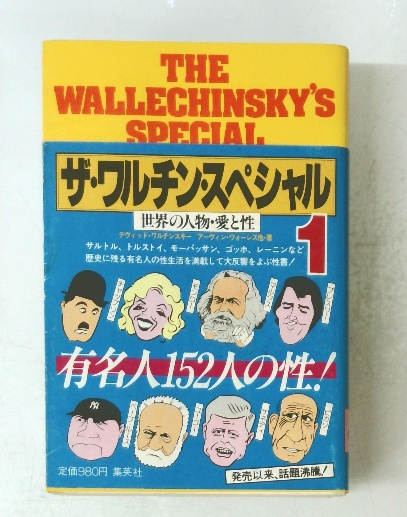 THE
WALLECHINSKY'S
SPECIAL
ザ・ワルチン・スペシャル
世界の人物・愛と性
1
デヴィッド・ワルチンスキー アーヴィン・ウォーレス他・著
サルトル、トルストイ、モーパッサン、ゴッホ、レーニンなど
歴史に残る有名人の性生活を満載して大反響をよぶ性書!
有名人152人の性!
NY
定価980円 集英社
発売以来、話題沸騰!